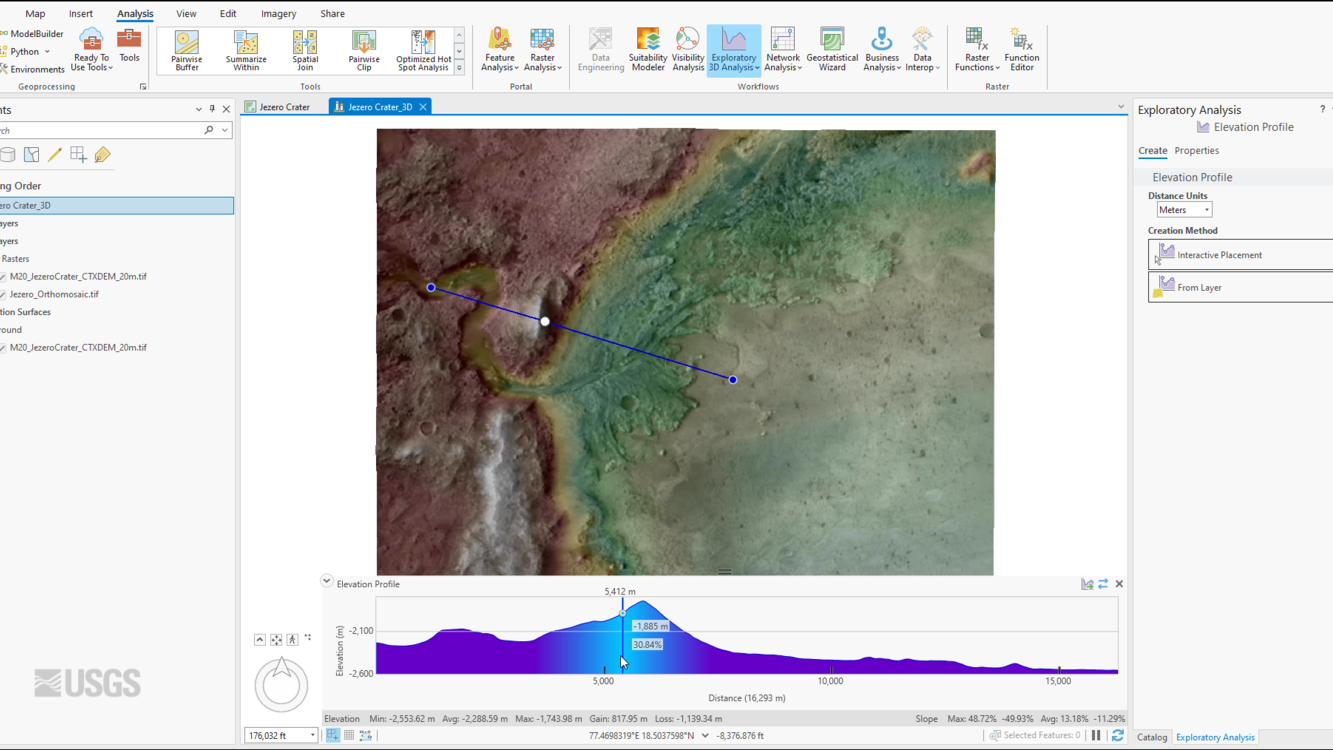 Map Insert Analysis View Edit Imagery Share
ModelBuilder
Python
Environments
Ready To Use Tools
Tools
Pairwise Buffer
Summarize Within
Spatial Join
Pairwise Clip
Optimized Hot Spot Analysis
Feature Analysis
Raster Analysis
Data Engineering
Suitability Modeler
Visibility Analysis
Exploratory 3D Analysis
Network Analysis
Geostatistical Wizard
Business Analysis
Data Interop
Raster Functions
Function Editor
Geoprocessing Tools Portal Workflows Raster
nts
rch
ng Order
ero Crater_3D
ayers
ayers
Rasters
M20_JezeroCrater_CTXDEM_20m.tif
Jezero_Orthomosaic.tif
tion Surfaces
round
M20_JezeroCrater_CTXDEM_20m.tif
USGS
Jezero Crater
Jezero Crater_3D
Elevation Profile
5,412 m
-1,885 m
30.84%
-2,100
-2,600
Elevation (m)
5,000 10,000 15,000
Distance (16,293 m)
Elevation Min: -2,553.62 m Avg: -2,288.59 m Max: -1,743.98 m Gain: 817.95 m Loss: -1,139.34 m
Slope Max: 48.72% -49.93% Avg: 13.18% -11.29%
176,032 ft
77.4698319°E 18.5037598°N
-8,376.876 ft
Selected Features: 0
Exploratory Analysis ?
Elevation Profile
Create Properties
Elevation Profile
Distance Units
Meters
Creation Method
Interactive Placement
From Layer
Catalog Exploratory Analysis